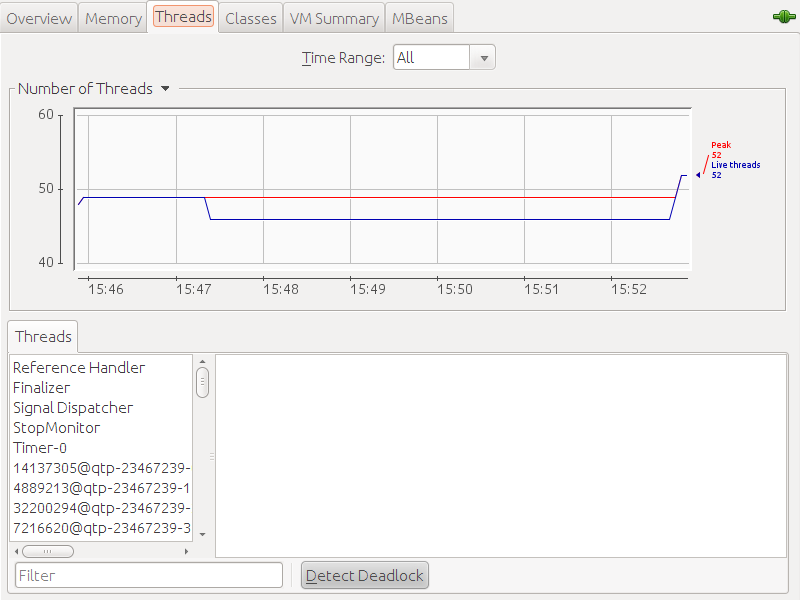 Overview Memory Threads Classes VM Summary MBeans
Time Range: All
Number of Threads
60
50
40
Peak
52
Live threads
52
15:46 15:47 15:48 15:49 15:50 15:51 15:52
Threads
Reference Handler
Finalizer
Signal Dispatcher
StopMonitor
Timer-0
14137305@qtp-23467239-
4889213@qtp-23467239-1
32200294@qtp-23467239-
7216620@qtp-23467239-3
Filter Detect Deadlock